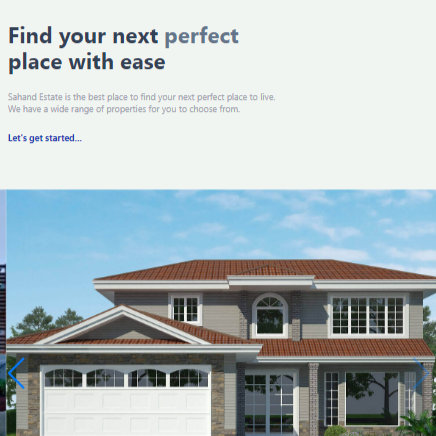 Find your next perfect
place with ease
Sahand Estate is the best place to find your next perfect place to live.
We have a wide range of properties for you to choose from.
Let's get started...